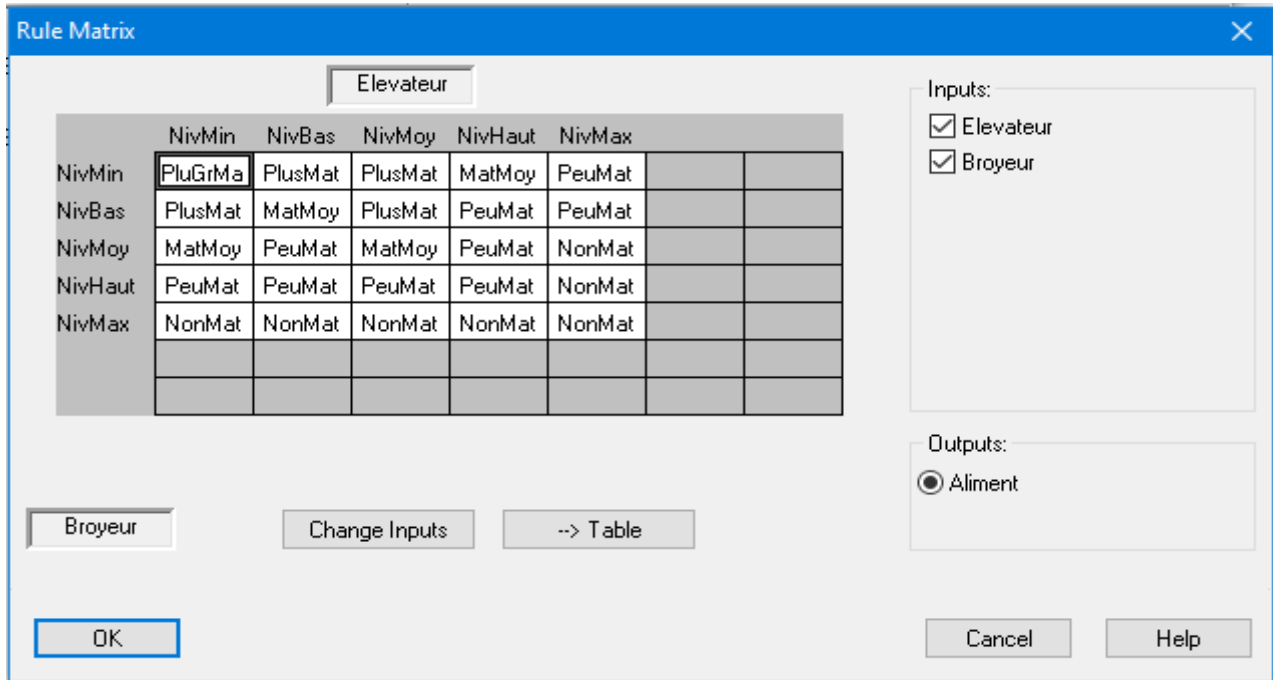 Rule Matrix
Elevateur
NivMin NivBas NivMoy NivHaut NivMax
NivMin PluGrMa PlusMat PlusMat MatMoy PeuMat
NivBas PlusMat MatMoy PlusMat PeuMat PeuMat
NivMoy MatMoy PeuMat MatMoy PeuMat NonMat
NivHaut PeuMat PeuMat PeuMat PeuMat NonMat
NivMax NonMat NonMat NonMat NonMat NonMat
Inputs:
Elevateur
Broyeur
Outputs:
Aliment
Broyeur Change Inputs --> Table
OK Cancel Help